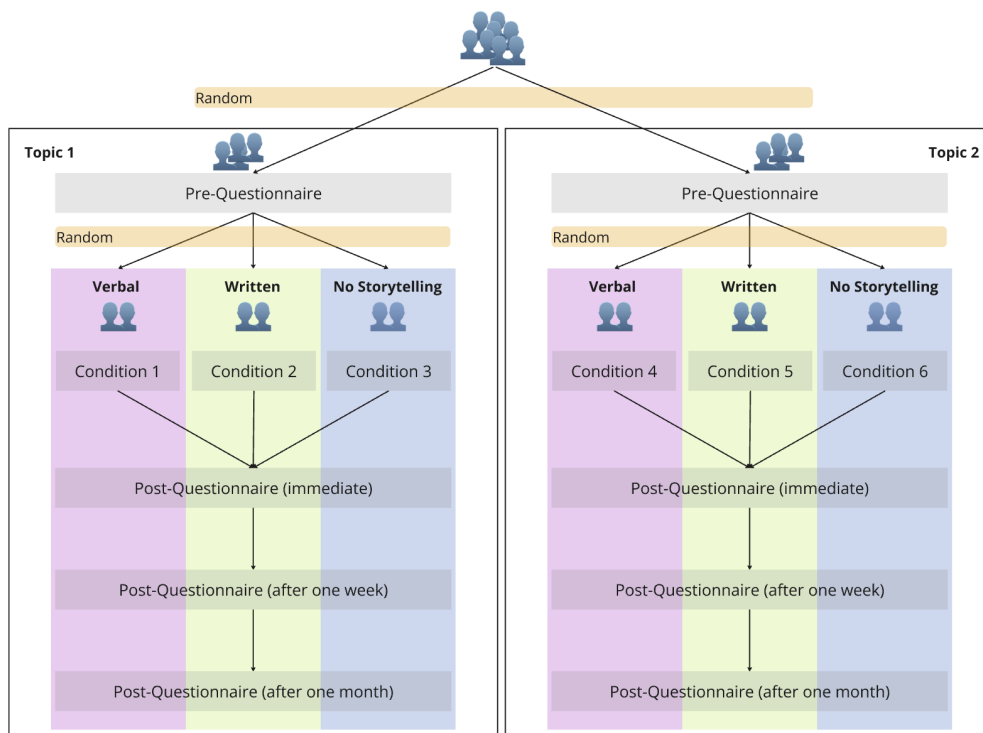 Random
Topic 1
Pre-Questionnaire
Random
Verbal
Written
No Storytelling
Condition 1
Condition 2
Condition 3
Post-Questionnaire (immediate)
Post-Questionnaire (after one week)
Post-Questionnaire (after one month)
Topic 2
Pre-Questionnaire
Random
Verbal
Written
No Storytelling
Condition 4
Condition 5
Condition 6
Post-Questionnaire (immediate)
Post-Questionnaire (after one week)
Post-Questionnaire (after one month)